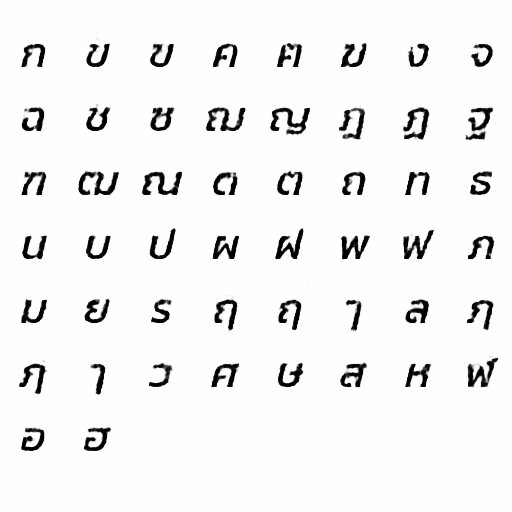 ก ข ฃ ค ฅ ฆ ง จ
ฉ ช ซ ฌ ญ ฎ ฏ ฐ
ฑ ฒ ณ ด ต ถ ท ธ
น บ ป ผ ฝ พ ฟ ภ
ม ย ร ฤ ฤ ๅ ล ฦ
ฦ ๅ ว ศ ษ ส ห ฬ
อ ฮ